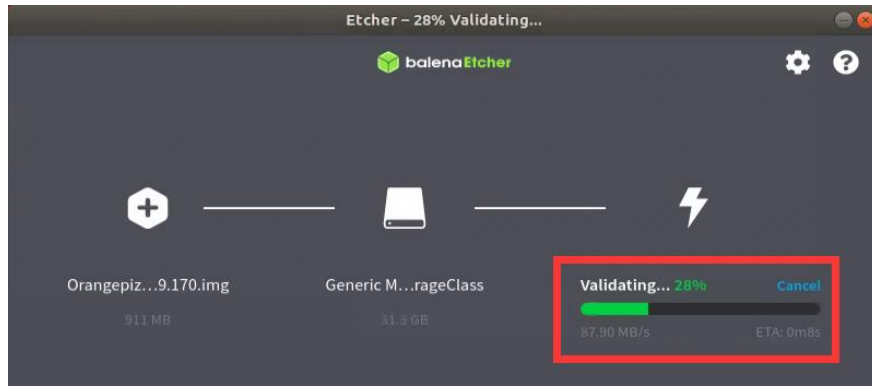 Etcher – 28% Validating...
balenaEtcher
Orangepiz...9.170.img
911 MB
Generic M...rageClass
31.3 GB
Validating... 28%
Cancel
87.90 MB/s
ETA: 0m8s